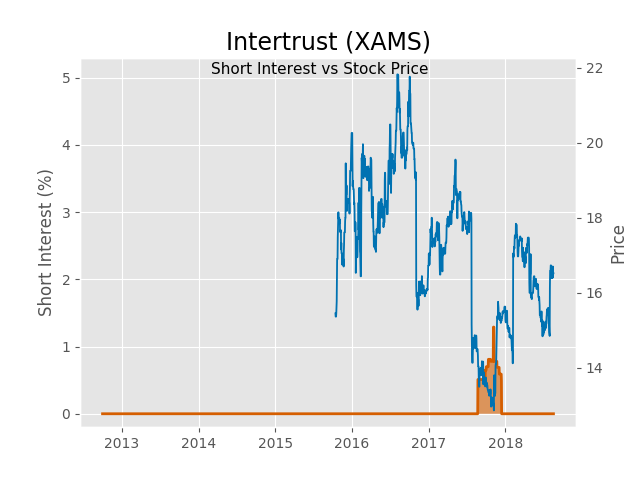 Intertrust (XAMS)
Short Interest vs Stock Price
Short Interest (%)
5
4
3
2
1
0
22
20
18
16
14
Price
2013 2014 2015 2016 2017 2018